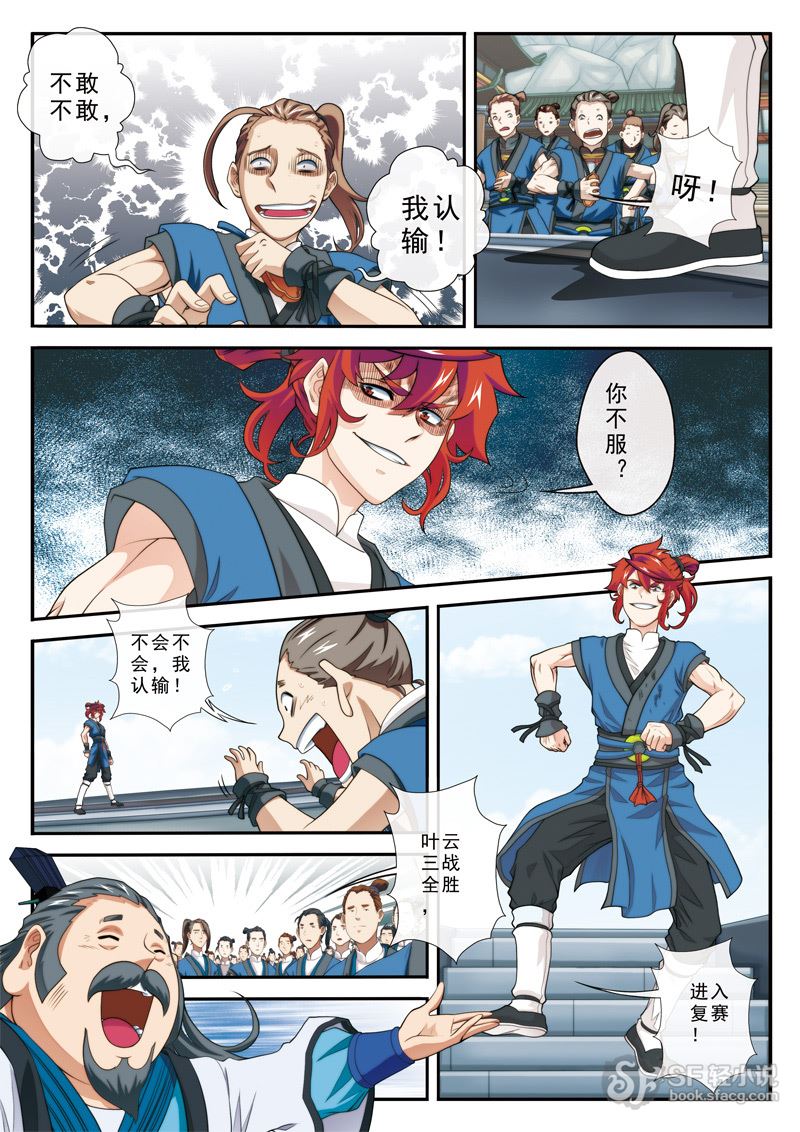 不敢
不敢，
我认
输！
呀！
你不服？
不会不
会，我
认输！
叶云
三战
全胜，
进入
复赛！
SF轻小说
book.sfacg.com